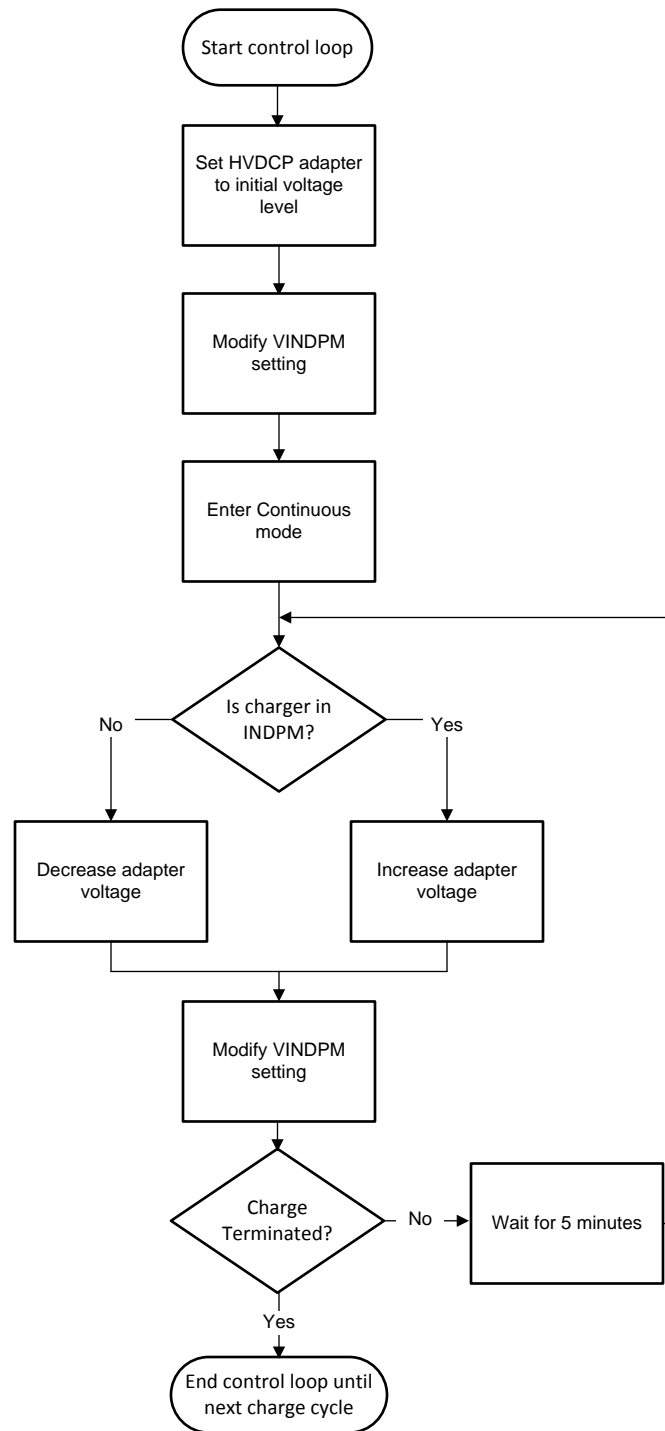 Start control loop
Set HVDCP adapter
to initial voltage
level
Modify VINDPM
setting
Enter Continuous
mode
Is charger in
INDPM?
No
Yes
Decrease adapter
voltage
Increase adapter
voltage
Modify VINDPM
setting
Charge
Terminated?
No
Wait for 5 minutes
Yes
End control loop until
next charge cycle